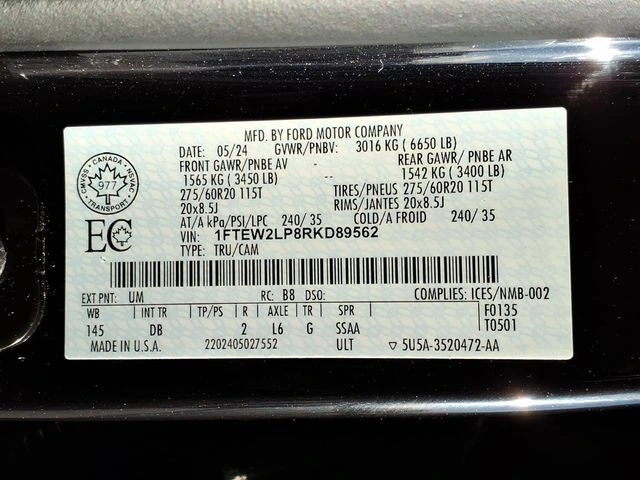 MFD. BY FORD MOTOR COMPANY
DATE: 05/24 GVWR/PNBV: 3016 KG ( 6650 LB)
FRONT GAWR/PNBE AV REAR GAWR/ PNBE AR
1565 KG ( 3450 LB) 1542 KG ( 3400 LB)
275/60R20 115T TIRES/PNEUS 275/60R20 115T
20x8.5J RIMS/JANTES 20x8.5J
AT/A kPa/PSI/LPC 240/ 35 COLD/A FROID 240/ 35
VIN: 1FTEW2LP8RKD89562
TYPE: TRU/CAM
CANADA
CMVSS NSVAC
977
TRANSPORT
EC
EXT PNT: UM RC: B8 DSO: COMPLIES: ICES/NMB-002
WB INT TR TP/PS R AXLE TR SPR F0135
145 DB 2 L6 G SSAA T0501
MADE IN U.S.A. 2202405027552 ULT ▽ 5U5A-3520472-AA